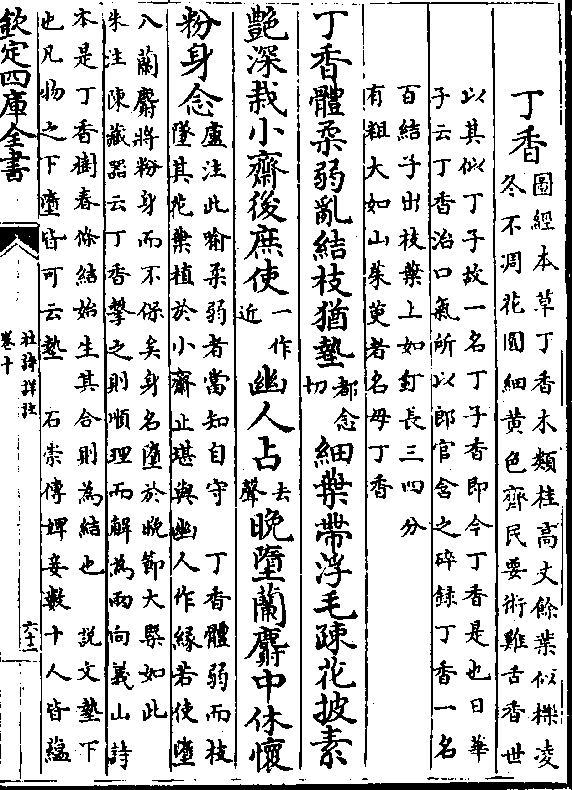 丁香圖經本草丁香木類桂高丈餘葉似櫟凌
冬不凋花圓細黄色齊民要術雞舌香世
以其似丁子故一名丁子香即今丁香是也日華
子云丁香治口氣所以郎官含之碎錄丁香一名
百結子出枝葉上如釘長三四分
有粗大如山茱萸者名母丁香
丁香體柔弱亂結枝猶墊都念切細葉帶浮毛疎花披素
豔深栽小齋後庶使一作近幽人占去聲晚墮蘭麝中休懷
粉身念盧注此喻柔弱者當知自守 丁香體弱而枝
墜其花葉植於小齋止堪與幽人作緣若使墮
入蘭麝將粉身而不保矣身名墮於晚節大槩如此
朱注陳藏器云丁香擊之則順理而解為兩向義山詩
本是丁香樹春條結始生其合則為結也 說文墊下
也凡物之下墮皆可云墊 石崇傳婢妾數十人皆蘊
欽定四庫全書
杜詩詳註
卷十
六十三